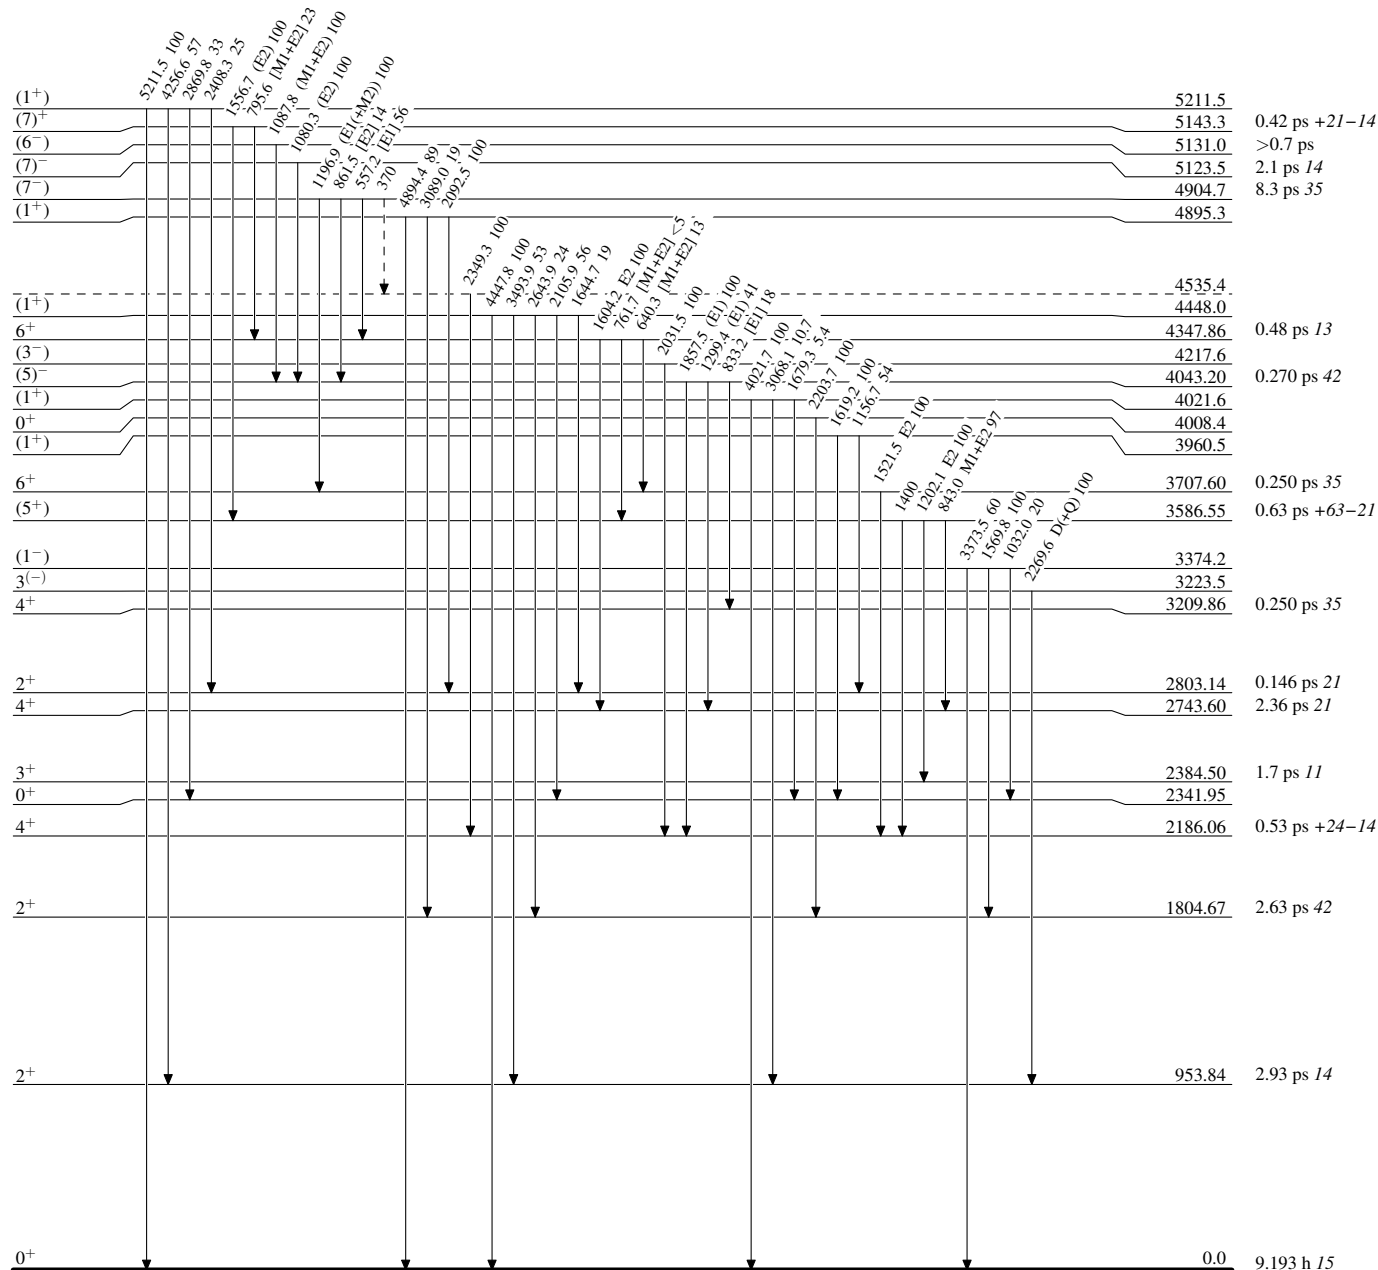 5211.5 100
4256.6 57
2869.8 33
2408.3 25
1556.7 (E2) 100
795.6 [M1+E2] 23
1087.8 (M1+E2) 100
1080.3 (E2) 100
1196.9 (E1(+M2)) 100
861.5 [E2] 14
557.2 [E1] 56
370
4894.4 89
3089.0 19
2092.5 100
2349.3 100
4447.8 100
3493.9 53
2643.9 24
2105.9 56
1644.7 19
1604.2 E2 100
761.7 [M1+E2] <5
640.3 [M1+E2] 13
2031.5 100
1857.5 (E1) 100
1299.4 (E1) 41
833.2 [E1] 18
4021.7 100
3068.1 10.7
1679.3 5.4
2203.7 100
1619.2 100
1156.7 54
1521.5 E2 100
1400
1202.1 E2 100
843.0 M1+E2 97
3373.5 60
1569.8 100
1032.0 20
2269.6 D(+Q) 100
(1⁺) 5211.5
(7)⁺ 5143.3 0.42 ps +21−14
(6⁻) 5131.0 >0.7 ps
(7)⁻ 5123.5 2.1 ps 14
(7⁻) 4904.7 8.3 ps 35
(1⁺) 4895.3
4535.4
(1⁺) 4448.0
6⁺ 4347.86 0.48 ps 13
(3⁻) 4217.6
(5)⁻ 4043.20 0.270 ps 42
(1⁺) 4021.6
0⁺ 4008.4
(1⁺) 3960.5
6⁺ 3707.60 0.250 ps 35
(5⁺) 3586.55 0.63 ps +63−21
(1⁻) 3374.2
3⁽⁻⁾ 3223.5
4⁺ 3209.86 0.250 ps 35
2⁺ 2803.14 0.146 ps 21
4⁺ 2743.60 2.36 ps 21
3⁺ 2384.50 1.7 ps 11
0⁺ 2341.95
4⁺ 2186.06 0.53 ps +24−14
2⁺ 1804.67 2.63 ps 42
2⁺ 953.84 2.93 ps 14
0⁺ 0.0 9.193 h 15